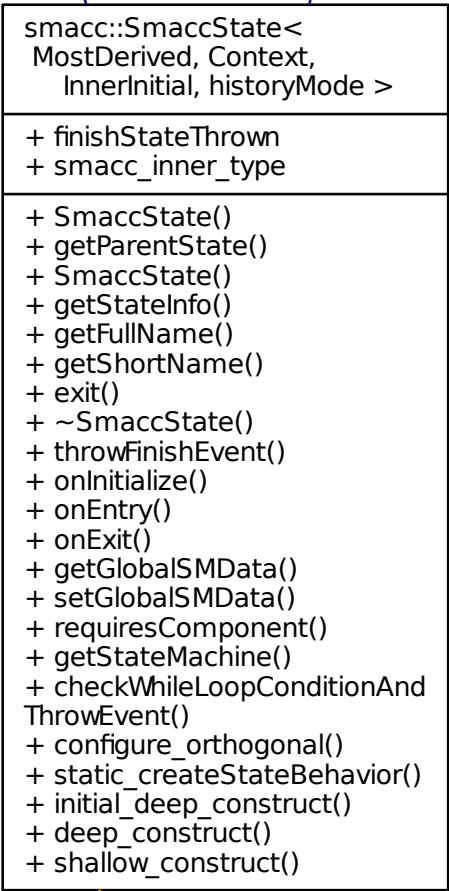 smacc::SmaccState<
MostDerived, Context,
InnerInitial, historyMode >
+ finishStateThrown
+ smacc_inner_type
+ SmaccState()
+ getParentState()
+ SmaccState()
+ getStateInfo()
+ getFullName()
+ getShortName()
+ exit()
+ ~SmaccState()
+ throwFinishEvent()
+ onInitialize()
+ onEntry()
+ onExit()
+ getGlobalSMData()
+ setGlobalSMData()
+ requiresComponent()
+ getStateMachine()
+ checkWhileLoopConditionAnd
ThrowEvent()
+ configure_orthogonal()
+ static_createStateBehavior()
+ initial_deep_construct()
+ deep_construct()
+ shallow_construct()